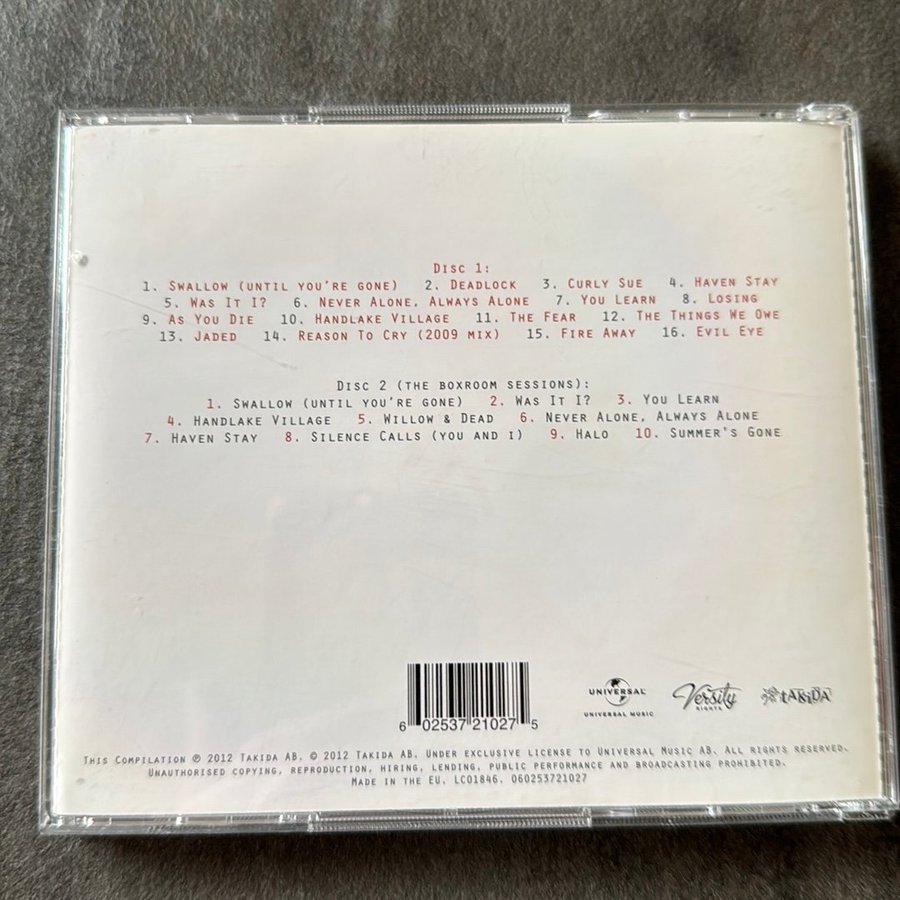 DISC 1:
1. SWALLOW (UNTIL YOU'RE GONE) 2. DEADLOCK 3. CURLY SUE 4. HAVEN STAY
5. WAS IT I? 6. NEVER ALONE, ALWAYS ALONE 7. YOU LEARN 8. LOSING
9. AS YOU DIE 10. HANDLAKE VILLAGE 11. THE FEAR 12. THE THINGS WE OWE
13. JADED 14. REASON TO CRY (2009 MIX) 15. FIRE AWAY 16. EVIL EYE
DISC 2 (THE BOXROOM SESSIONS):
1. SWALLOW (UNTIL YOU'RE GONE) 2. WAS IT I? 3. YOU LEARN
4. HANDLAKE VILLAGE 5. WILLOW & DEAD 6. NEVER ALONE, ALWAYS ALONE
7. HAVEN STAY 8. SILENCE CALLS (YOU AND I) 9. HALO 10. SUMMER'S GONE
6 02537 21027 5
UNIVERSAL
UNIVERSAL MUSIC
Versity
RIGHTS
tAKiDA
THIS COMPILATION ℗ 2012 TAKIDA AB. © 2012 TAKIDA AB. UNDER EXCLUSIVE LICENSE TO UNIVERSAL MUSIC AB. ALL RIGHTS RESERVED.
UNAUTHORISED COPYING, REPRODUCTION, HIRING, LENDING, PUBLIC PERFORMANCE AND BROADCASTING PROHIBITED.
MADE IN THE EU. LC01846. 060253721027